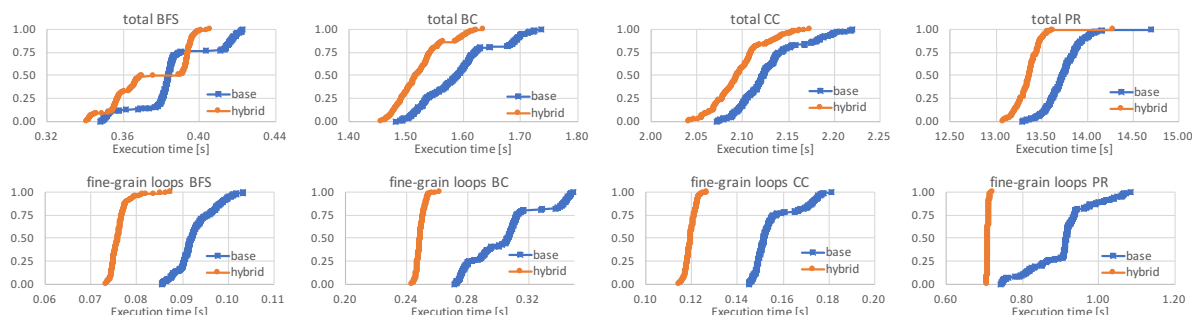 total BFS
1.00
0.75
0.50
0.25
0.00
base
hybrid
0.32 0.36 0.40 0.44
Execution time [s]
total BC
1.00
0.75
0.50
0.25
0.00
base
hybrid
1.40 1.50 1.60 1.70 1.80
Execution time [s]
total CC
1.00
0.75
0.50
0.25
0.00
base
hybrid
2.00 2.05 2.10 2.15 2.20 2.25
Execution time [s]
total PR
1.00
0.75
0.50
0.25
0.00
base
hybrid
12.50 13.00 13.50 14.00 14.50 15.00
Execution time [s]
fine-grain loops BFS
1.00
0.75
0.50
0.25
0.00
base
hybrid
0.06 0.07 0.08 0.09 0.10 0.11
Execution time [s]
fine-grain loops BC
1.00
0.75
0.50
0.25
0.00
base
hybrid
0.20 0.24 0.28 0.32
Execution time [s]
fine-grain loops CC
1.00
0.75
0.50
0.25
0.00
base
hybrid
0.10 0.12 0.14 0.16 0.18 0.20
Execution time [s]
fine-grain loops PR
1.00
0.75
0.50
0.25
0.00
base
hybrid
0.60 0.80 1.00 1.20
Execution time [s]